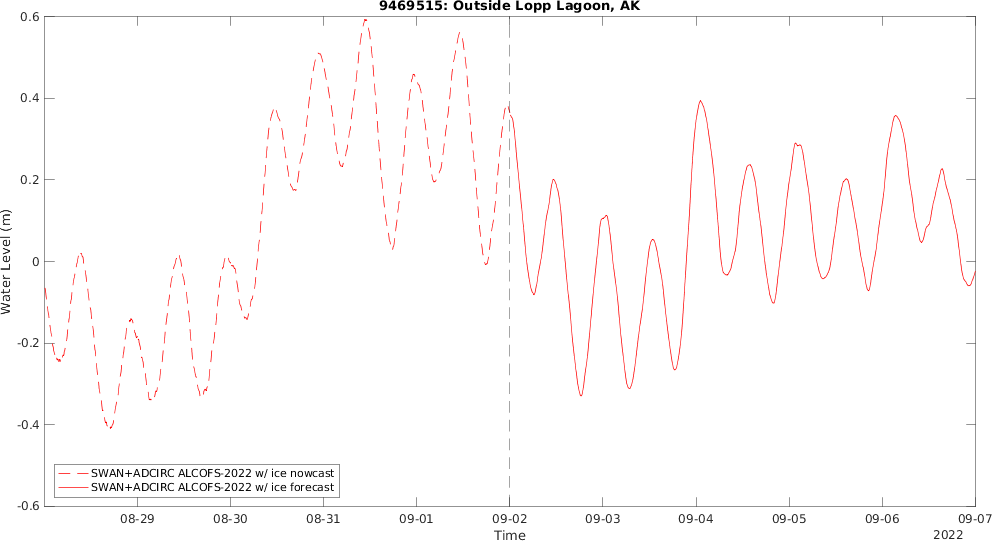 9469515: Outside Lopp Lagoon, AK
0.6
0.4
0.2
0
-0.2
-0.4
-0.6
Water Level (m)
SWAN+ADCIRC ALCOFS-2022 w/ ice nowcast
SWAN+ADCIRC ALCOFS-2022 w/ ice forecast
08-29 08-30 08-31 09-01 09-02 09-03 09-04 09-05 09-06 09-07
Time
2022